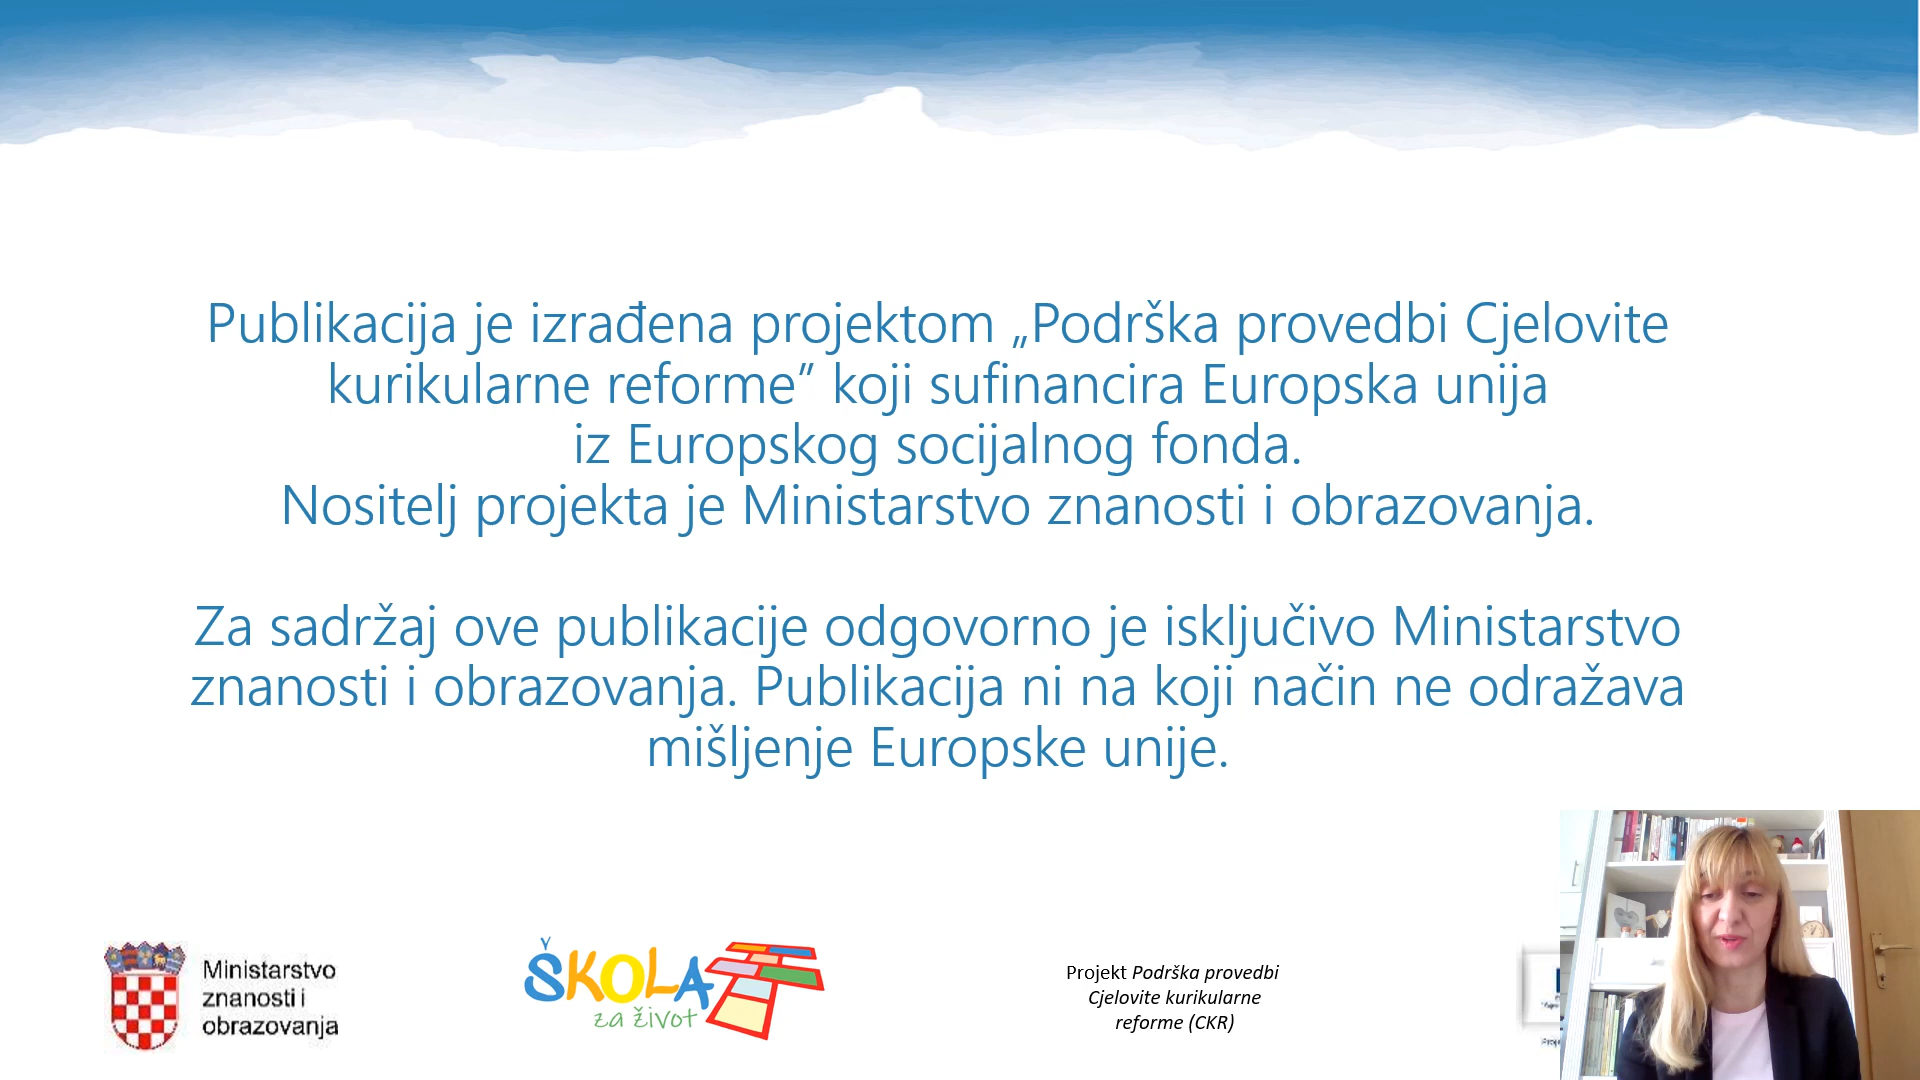 Publikacija je izrađena projektom „Podrška provedbi Cjelovite
kurikularne reforme” koji sufinancira Europska unija
iz Europskog socijalnog fonda.
Nositelj projekta je Ministarstvo znanosti i obrazovanja.
Za sadržaj ove publikacije odgovorno je isključivo Ministarstvo
znanosti i obrazovanja. Publikacija ni na koji način ne odražava
mišljenje Europske unije.
Ministarstvo
znanosti i
obrazovanja
ŠKOLA
za život
Projekt Podrška provedbi
Cjelovite kurikularne
reforme (CKR)